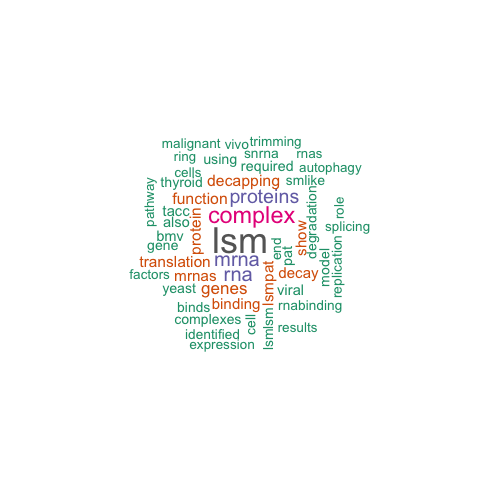 malignant vivo trimming
ring using snrna rnas
cells required autophagy
thyroid decapping smlike
pathway function proteins degradation role
tacc complex
also protein lsm show splicing
bmv
gene mrna end pat model replication
translation
factors mrnas rna lsmpat decay
yeast genes viral
binds binding rnabinding
complexes cell lsmlsm results
identified
expression